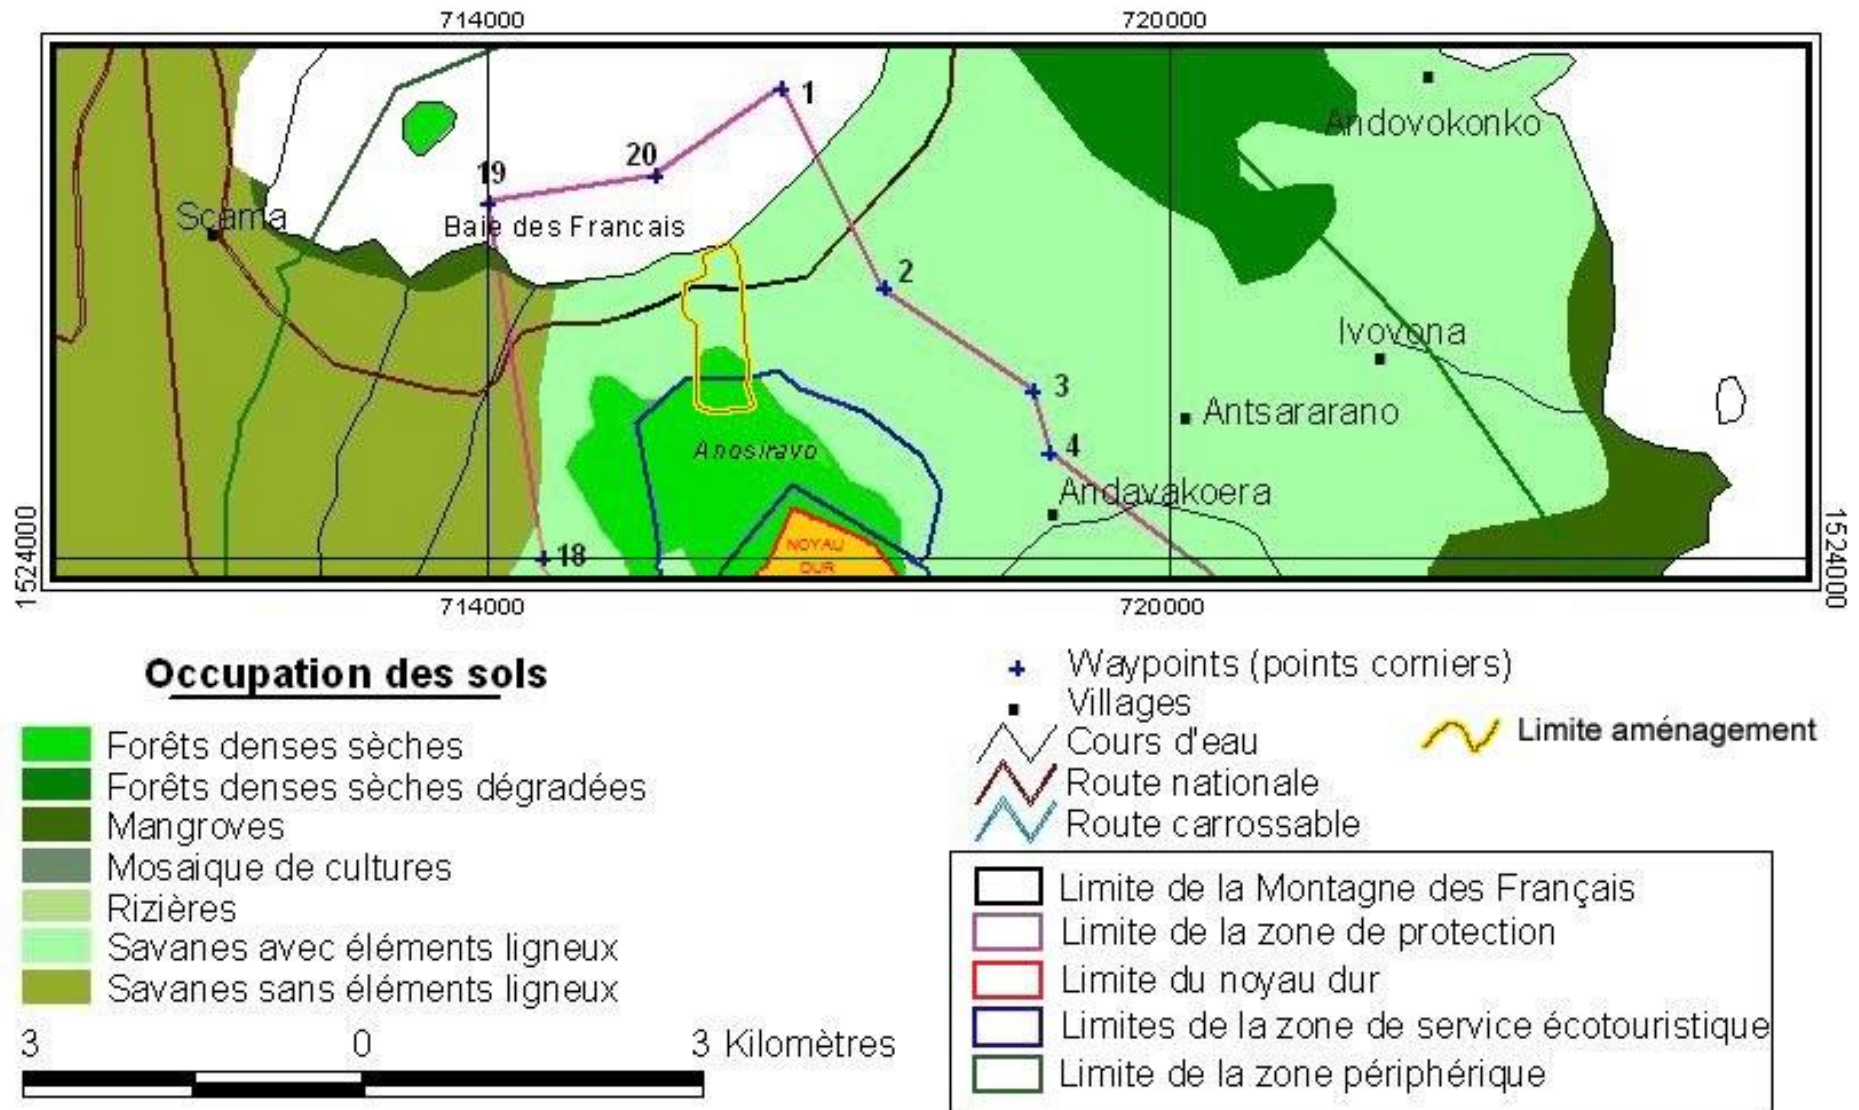 714000
720000
1
Andovokonko
20
19
Scama
Baie des Francais
2
Ivovona
3
Antsararano
4
Anosiravo
Andavakoera
1524000
1524000
NOYAU
DUR
18
714000
720000
Occupation des sols
Forêts denses sèches
Forêts denses sèches dégradées
Mangroves
Mosaique de cultures
Rizières
Savanes avec éléments ligneux
Savanes sans éléments ligneux
3 0 3 Kilomètres
Waypoints (points corniers)
Villages
Cours d'eau
Route nationale
Route carrossable
Limite aménagement
Limite de la Montagne des Français
Limite de la zone de protection
Limite du noyau dur
Limites de la zone de service écotouristique
Limite de la zone périphérique